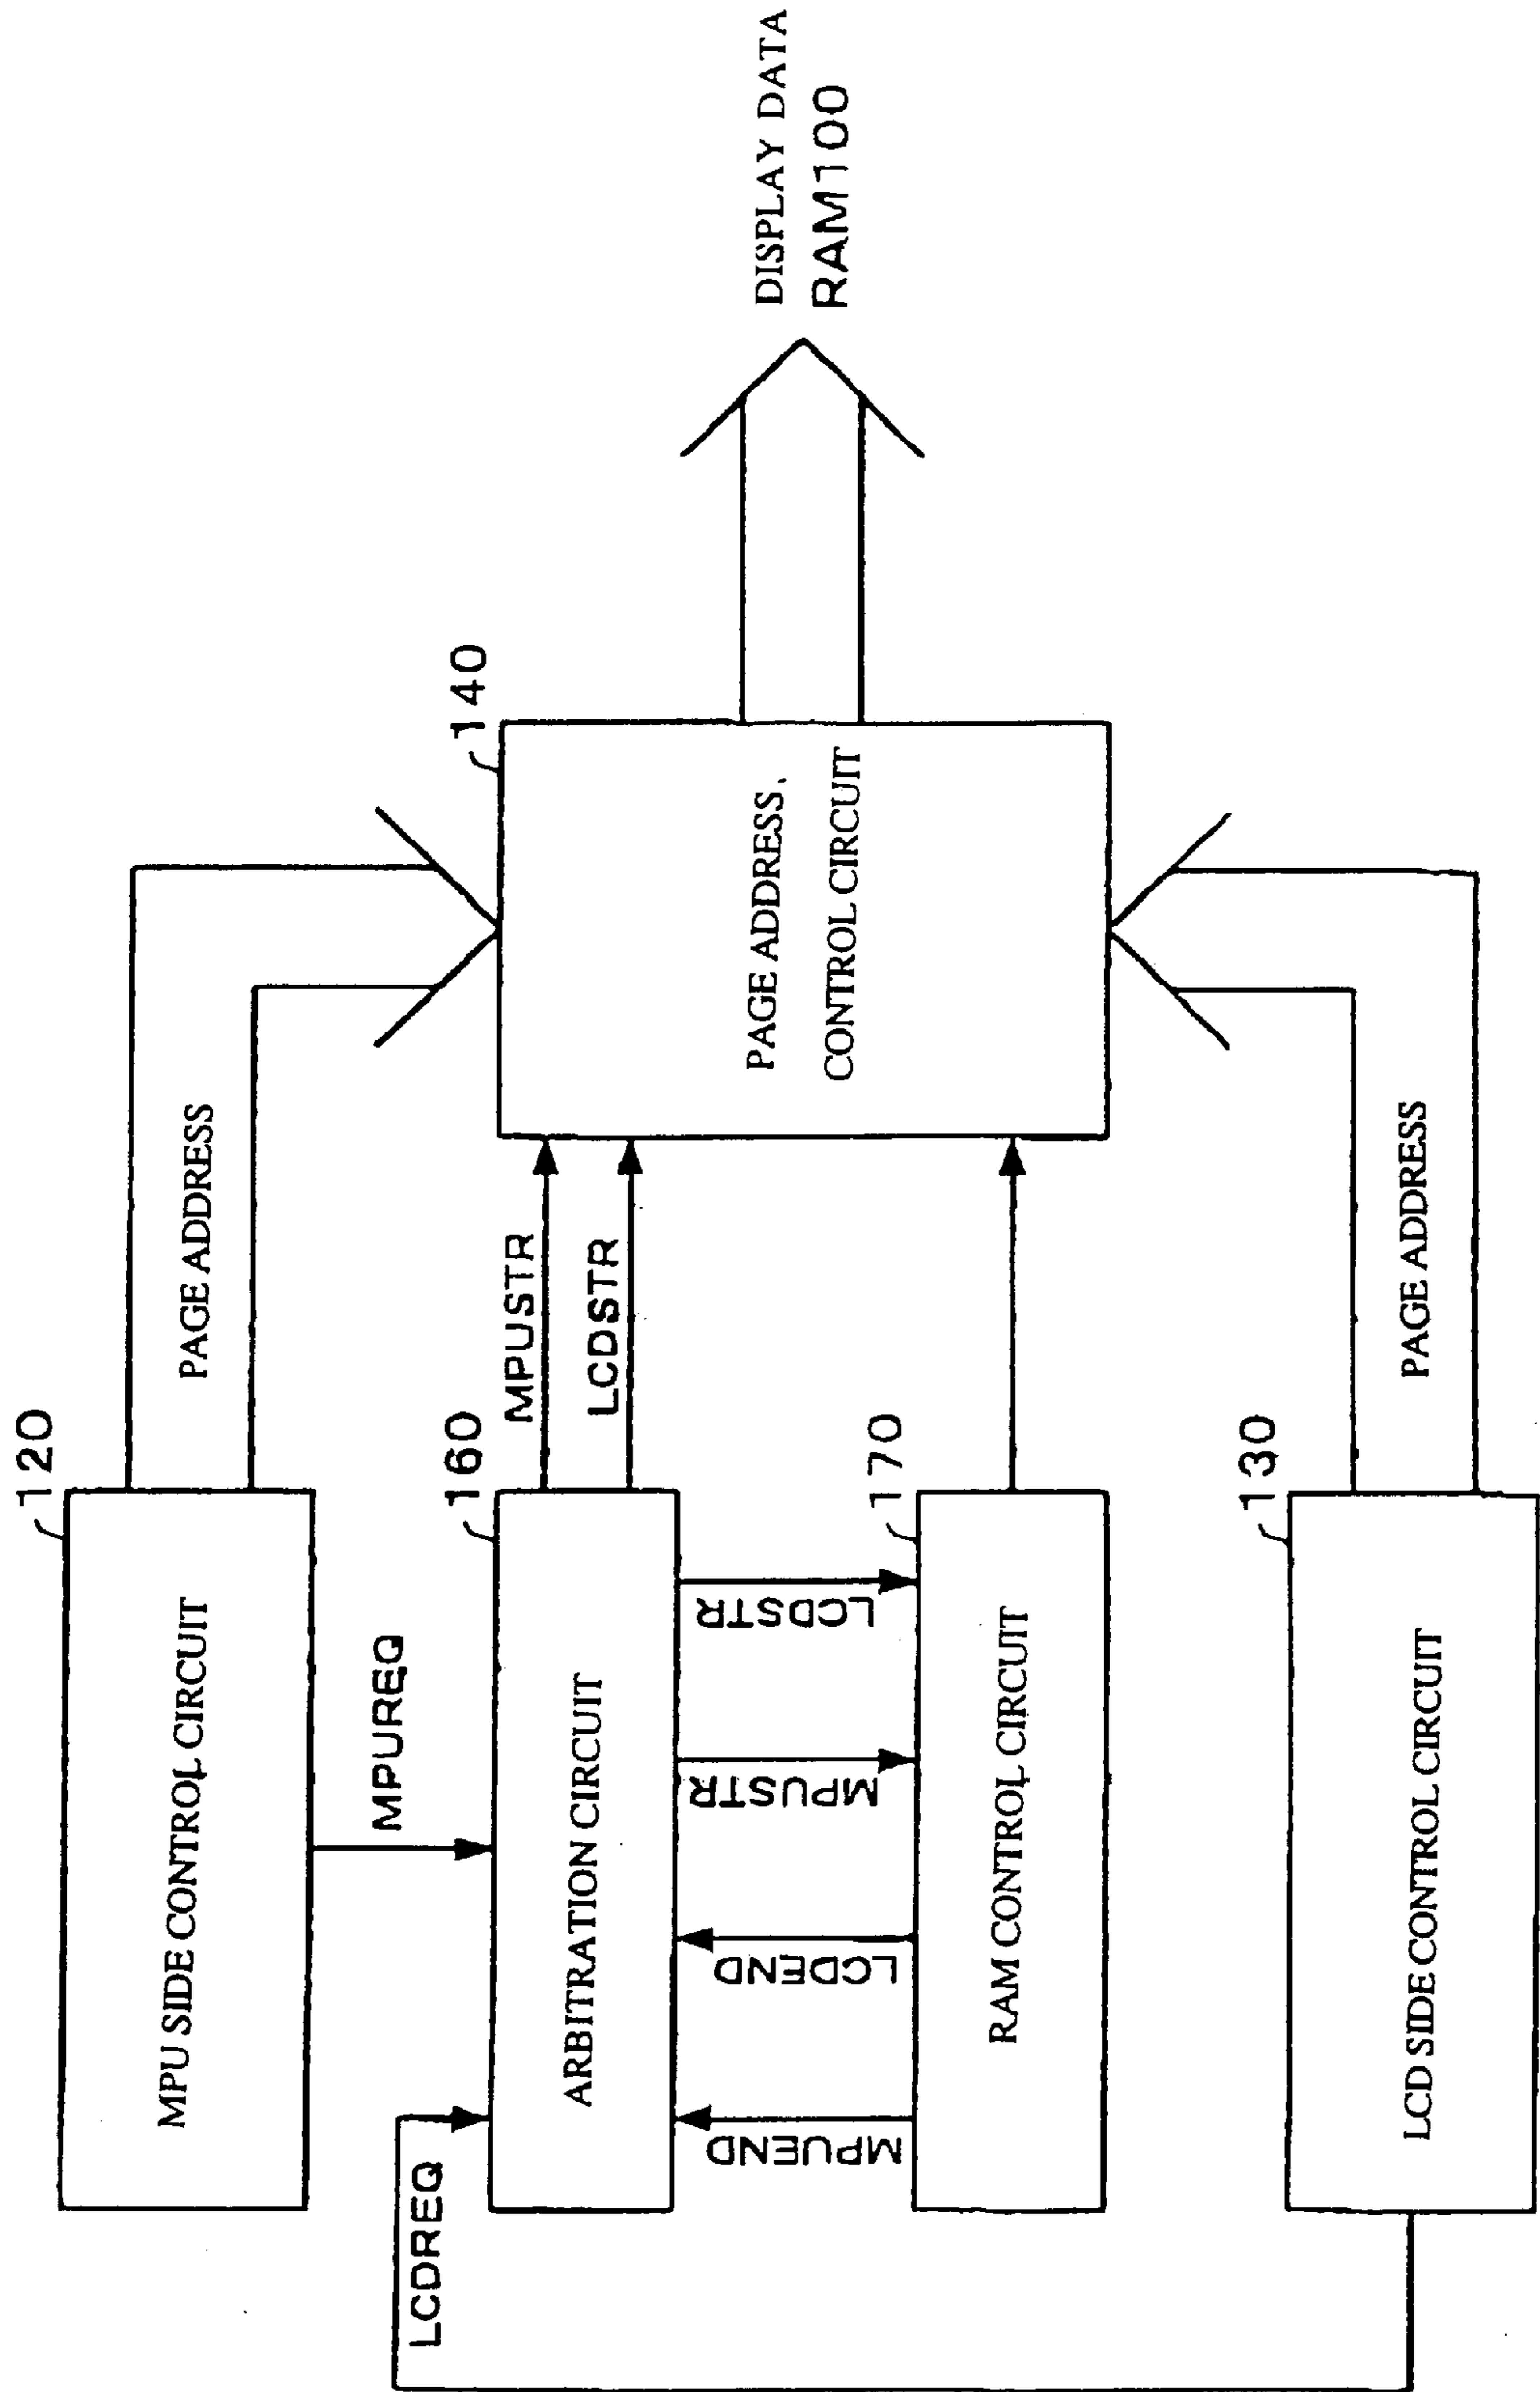 120
MPU SIDE CONTROL CIRCUIT
PAGE ADDRESS
MPUREQ
LCDREQ
160
ARBITRATION CIRCUIT
MPUSTR
LCDSTR
140
PAGE ADDRESS.
CONTROL CIRCUIT
DISPLAY DATA
RAM100
MPUEND
LCDEND
MPUSTR
LCDSTR
170
RAM CONTROL CIRCUIT
130
LCD SIDE CONTROL CIRCUIT
PAGE ADDRESS